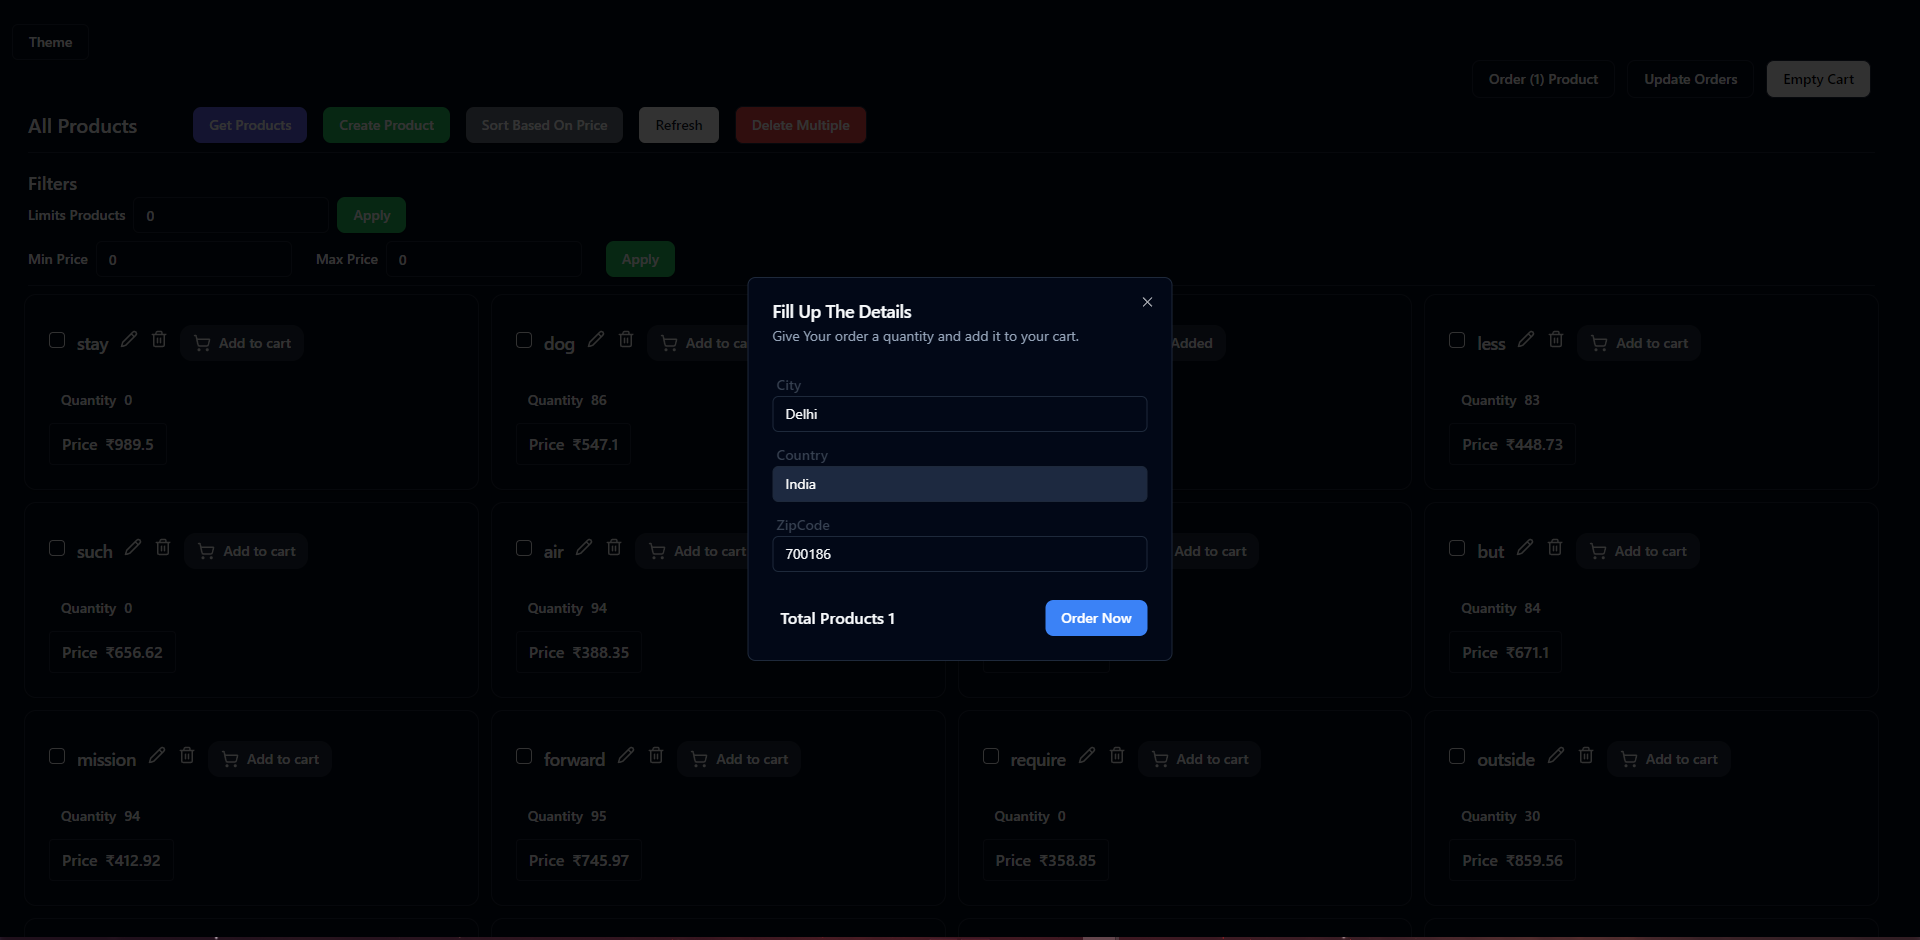 Theme
Order (1) Product Update Orders Empty Cart
All Products Get Products Create Product Sort Based On Price Refresh Delete Multiple
Filters
Limits Products 0 Apply
Min Price 0 Max Price 0 Apply
Fill Up The Details
Give Your order a quantity and add it to your cart.
City
Delhi
Country
India
ZipCode
700186
Total Products 1 Order Now
stay Add to cart
Quantity 0
Price ₹989.5
dog Add to ca
Quantity 86
Price ₹547.1
Added
less Add to cart
Quantity 83
Price ₹448.73
such Add to cart
Quantity 0
Price ₹656.62
air Add to cart
Quantity 94
Price ₹388.35
Add to cart
but Add to cart
Quantity 84
Price ₹671.1
mission Add to cart
Quantity 94
Price ₹412.92
forward Add to cart
Quantity 95
Price ₹745.97
require Add to cart
Quantity 0
Price ₹358.85
outside Add to cart
Quantity 30
Price ₹859.56